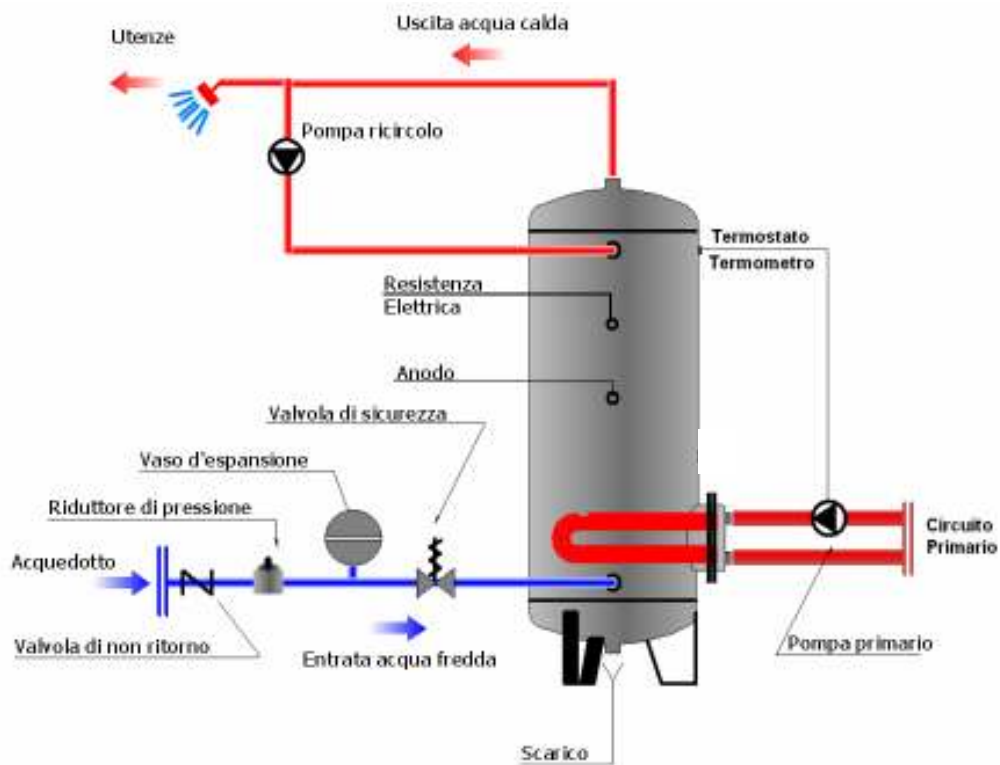 Uscita acqua calda
Utenze
Pompa ricircolo
Termostato
Termometro
Resistenza
Elettrica
Anodo
Valvola di sicurezza
Vaso d'espansione
Riduttore di pressione
Acquedotto
Circuito
Primario
Valvola di non ritorno
Entrata acqua fredda
Pompa primario
Scarico